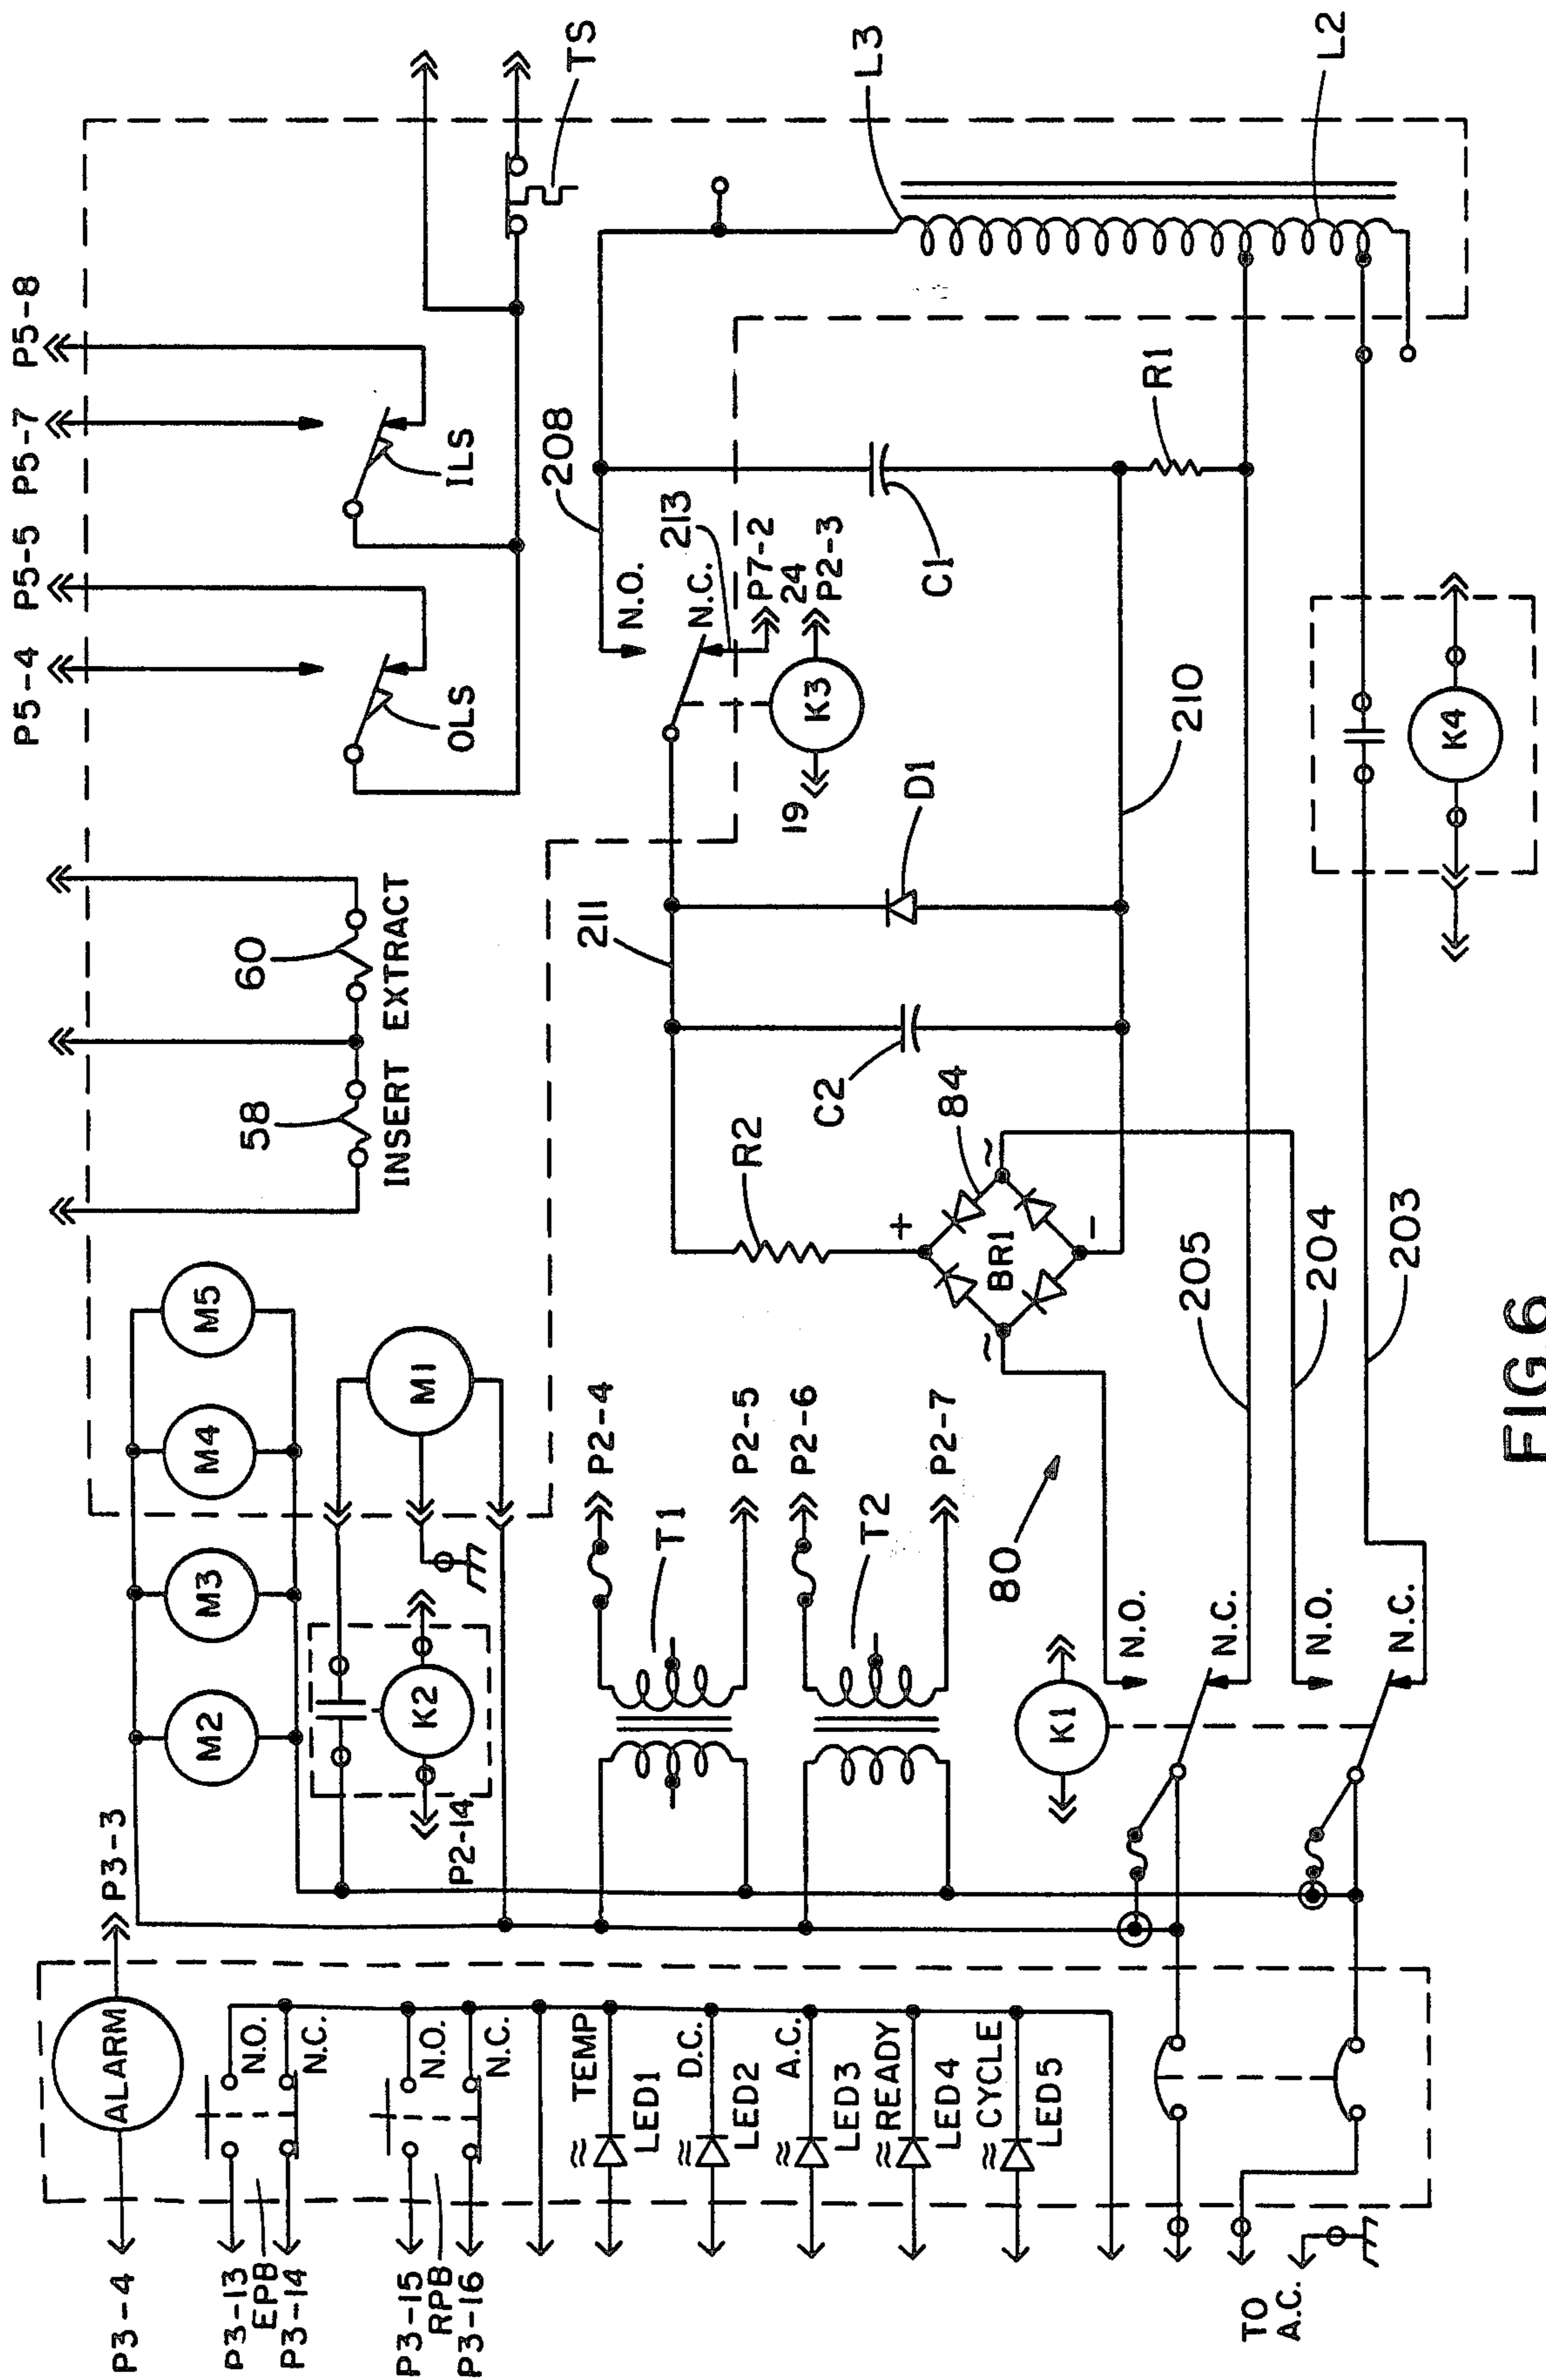 P5-4 P5-5 P5-7 P5-8
TS
ILS
OLS
60
58
INSERT EXTRACT
M5
M4
M3
M2
M1
K2
P2-14
P3-3
ALARM
P3-4
N.O.
N.C.
P3-13
EPB
P3-14
N.O.
N.C.
P3-15
RPB
P3-16
TEMP
LED1
D.C.
LED2
A.C.
LED3
READY
LED4
CYCLE
LED5
TO
A.C.
P2-4
T1
P2-5
P2-6
T2
P2-7
80
K1
N.O.
N.C.
N.O.
N.C.
208
N.O.
N.C.
213
P7-2
24
P2-3
K3
19
211
D1
C2
R2
84
+
BR1
-
C1
R1
210
L3
L2
205
204
203
K4
FIG.6